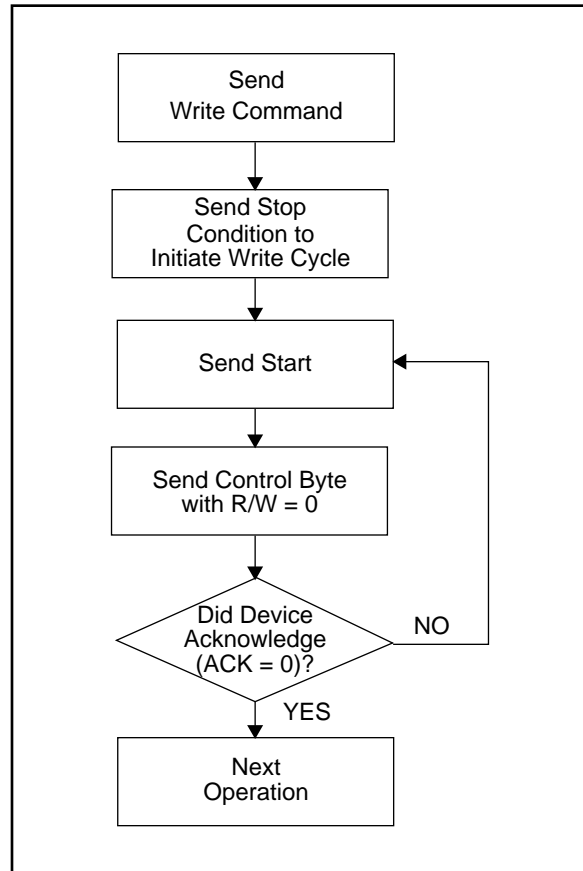 Send
Write Command
Send Stop
Condition to
Initiate Write Cycle
Send Start
Send Control Byte
with R/W = 0
Did Device
Acknowledge
(ACK = 0)?
NO
YES
Next
Operation